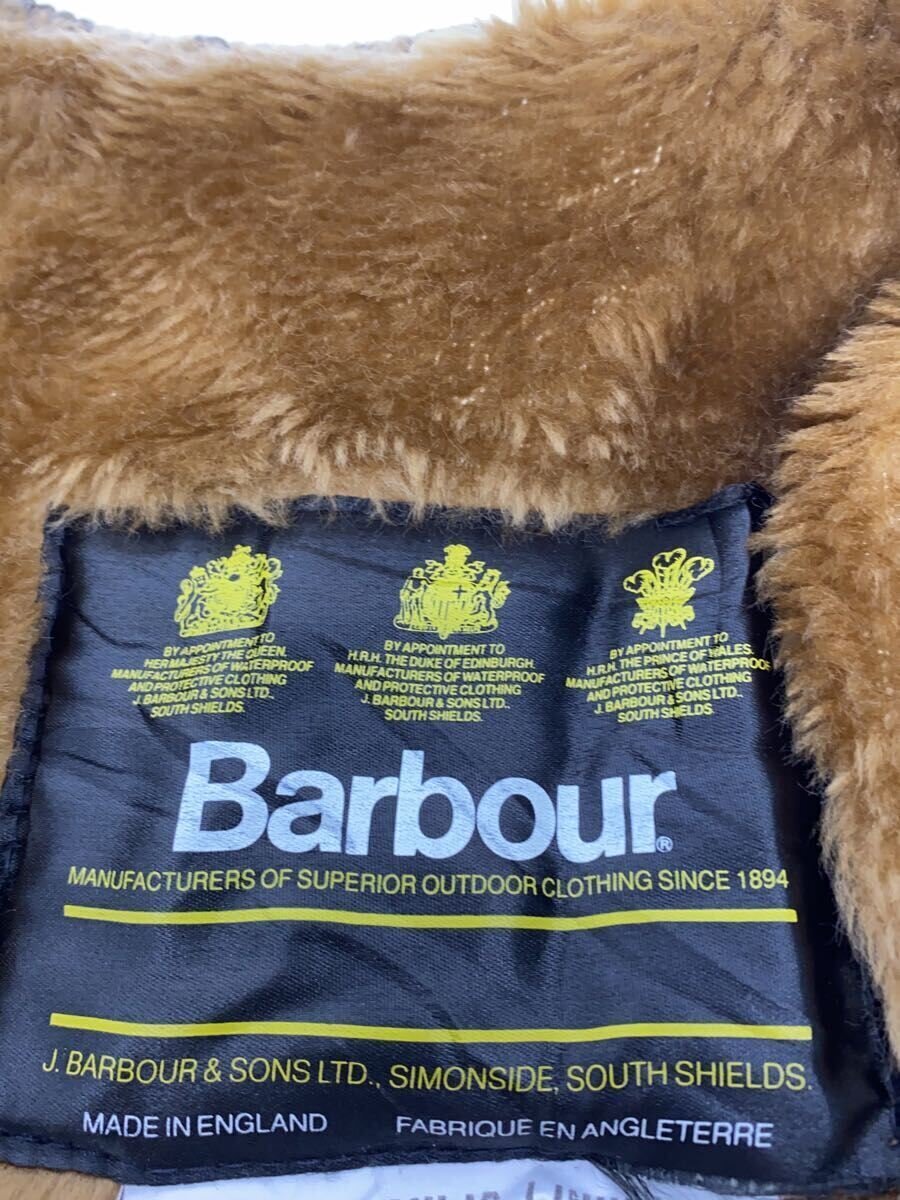 BY APPOINTMENT TO
HER MAJESTY THE QUEEN.
MANUFACTURERS OF WATERPROOF
AND PROTECTIVE CLOTHING
J. BARBOUR & SONS LTD.,
SOUTH SHIELDS.
BY APPOINTMENT TO
H.R.H. THE DUKE OF EDINBURGH.
MANUFACTURERS OF WATERPROOF
AND PROTECTIVE CLOTHING
J. BARBOUR & SONS LTD.,
SOUTH SHIELDS.
BY APPOINTMENT TO
H.R.H. THE PRINCE OF WALES.
MANUFACTURERS OF WATERPROOF
AND PROTECTIVE CLOTHING
J. BARBOUR & SONS LTD.,
SOUTH SHIELDS.
Barbour®
MANUFACTURERS OF SUPERIOR OUTDOOR CLOTHING SINCE 1894
J. BARBOUR & SONS LTD., SIMONSIDE, SOUTH SHIELDS.
MADE IN ENGLAND FABRIQUE EN ANGLETERRE